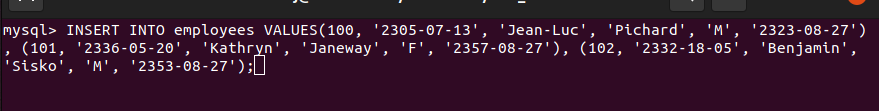 mysql> INSERT INTO employees VALUES(100, '2305-07-13', 'Jean-Luc', 'Pichard', 'M', '2323-08-27')
, (101, '2336-05-20', 'Kathryn', 'Janeway', 'F', '2357-08-27'), (102, '2332-18-05', 'Benjamin',
'Sisko', 'M', '2353-08-27');